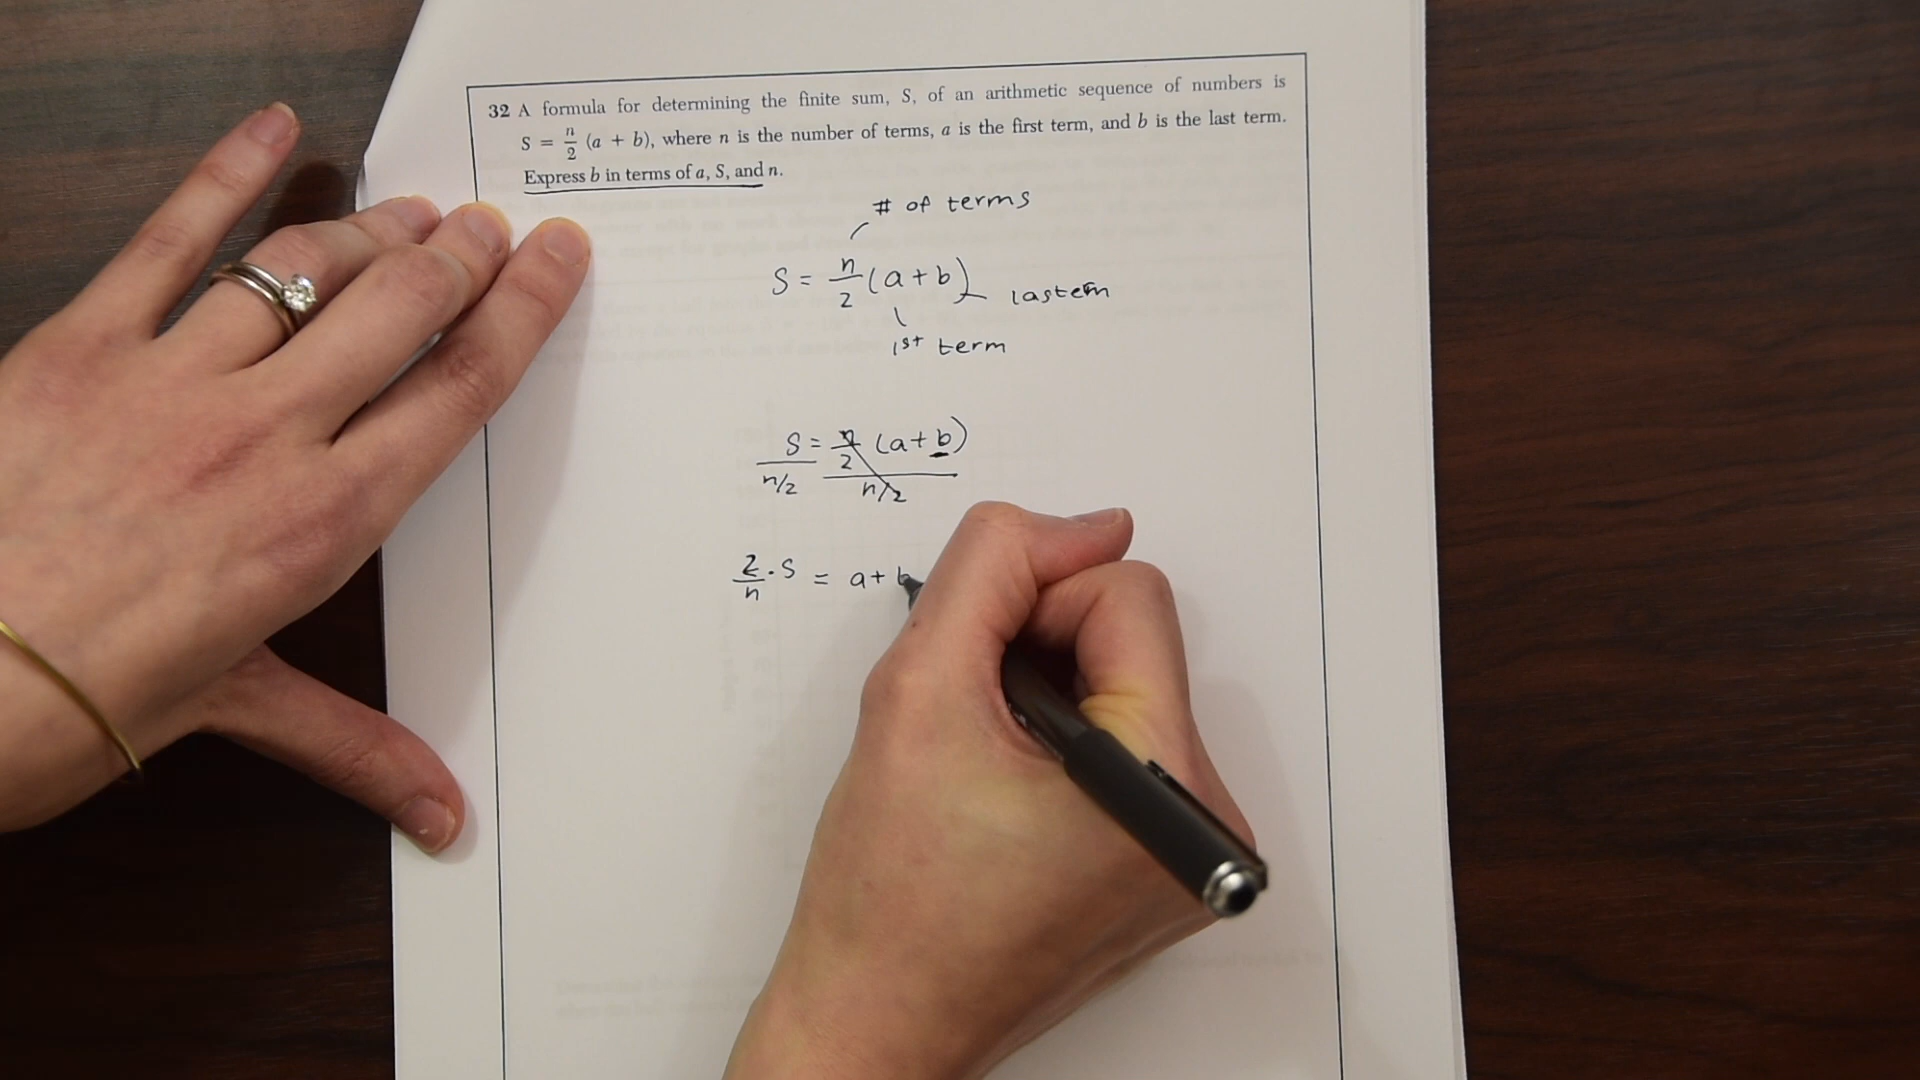 32 A formula for determining the finite sum, S, of an arithmetic sequence of numbers is
S = n/2 (a + b), where n is the number of terms, a is the first term, and b is the last term.
Express b in terms of a, S, and n.
# of terms
S = n/2 (a+b)
lastem
1st term
S = n/2 (a+b)
n/2 n/2
2/n · S = a+b